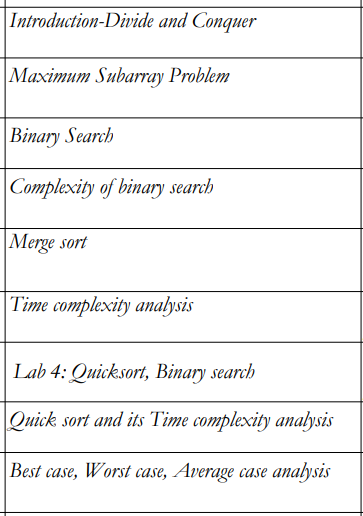 Introduction-Divide and Conquer
Maximum Subarray Problem
Binary Search
Complexity of binary search
Merge sort
Time complexity analysis
Lab 4: Quicksort, Binary search
Quick sort and its Time complexity analysis
Best case, Worst case, Average case analysis